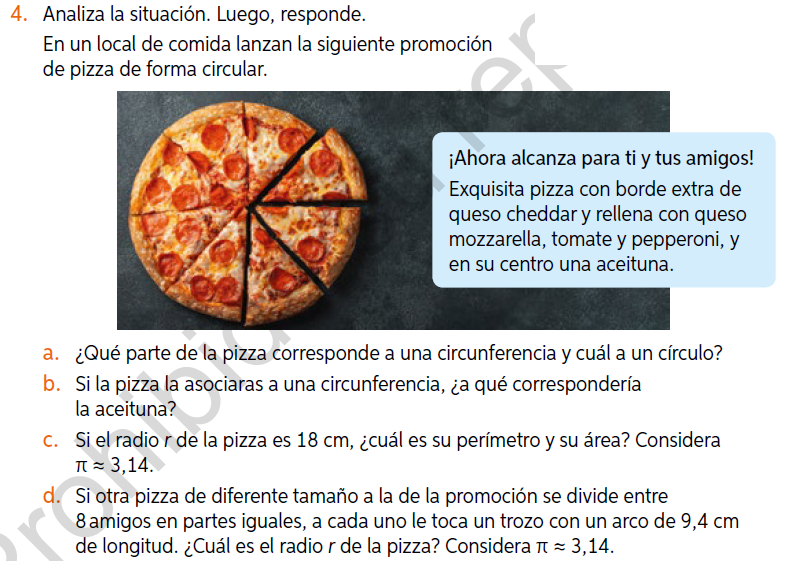 4. Analiza la situación. Luego, responde.
En un local de comida lanzan la siguiente promoción
de pizza de forma circular.
¡Ahora alcanza para ti y tus amigos!
Exquisita pizza con borde extra de
queso cheddar y rellena con queso
mozzarella, tomate y pepperoni, y
en su centro una aceituna.
a. ¿Qué parte de la pizza corresponde a una circunferencia y cuál a un círculo?
b. Si la pizza la asociaras a una circunferencia, ¿a qué correspondería
la aceituna?
c. Si el radio r de la pizza es 18 cm, ¿cuál es su perímetro y su área? Considera
π ≈ 3,14.
d. Si otra pizza de diferente tamaño a la de la promoción se divide entre
8 amigos en partes iguales, a cada uno le toca un trozo con un arco de 9,4 cm
de longitud. ¿Cuál es el radio r de la pizza? Considera π ≈ 3,14.